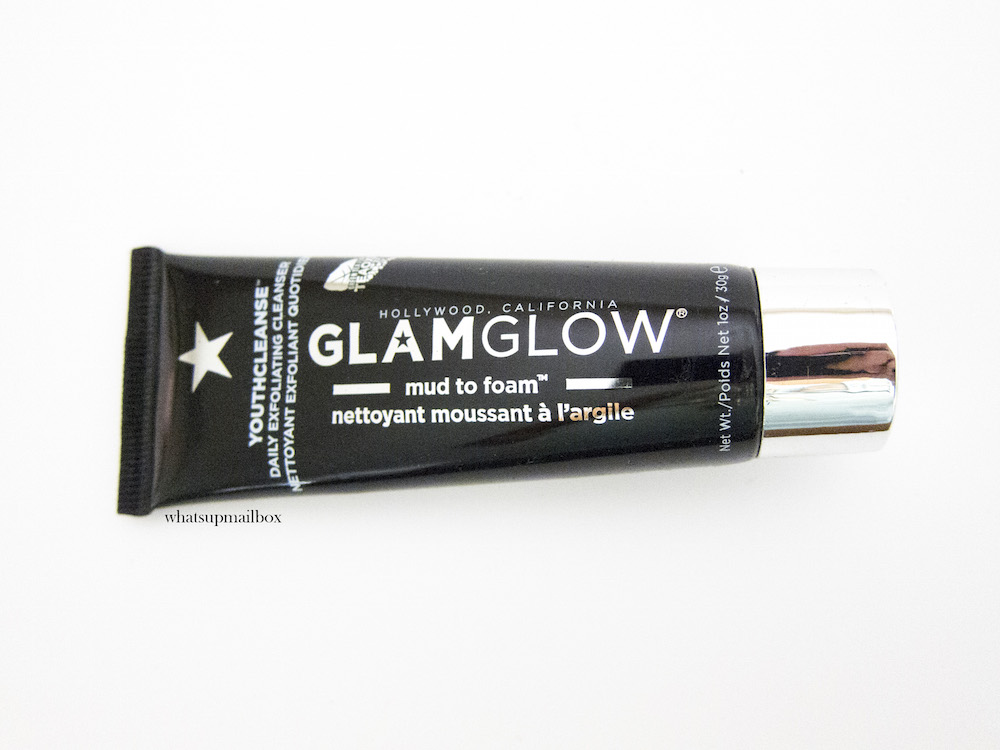 YOUTHCLEANSE™
DAILY EXFOLIATING CLEANSER
NETTOYANT EXFOLIANT QUOTIDIEN
HOLLYWOOD, CALIFORNIA
GLAMGLOW®
mud to foam™
nettoyant moussant à l'argile
Net Wt./Poids Net 1oz / 30g ℮
whatsupmailbox